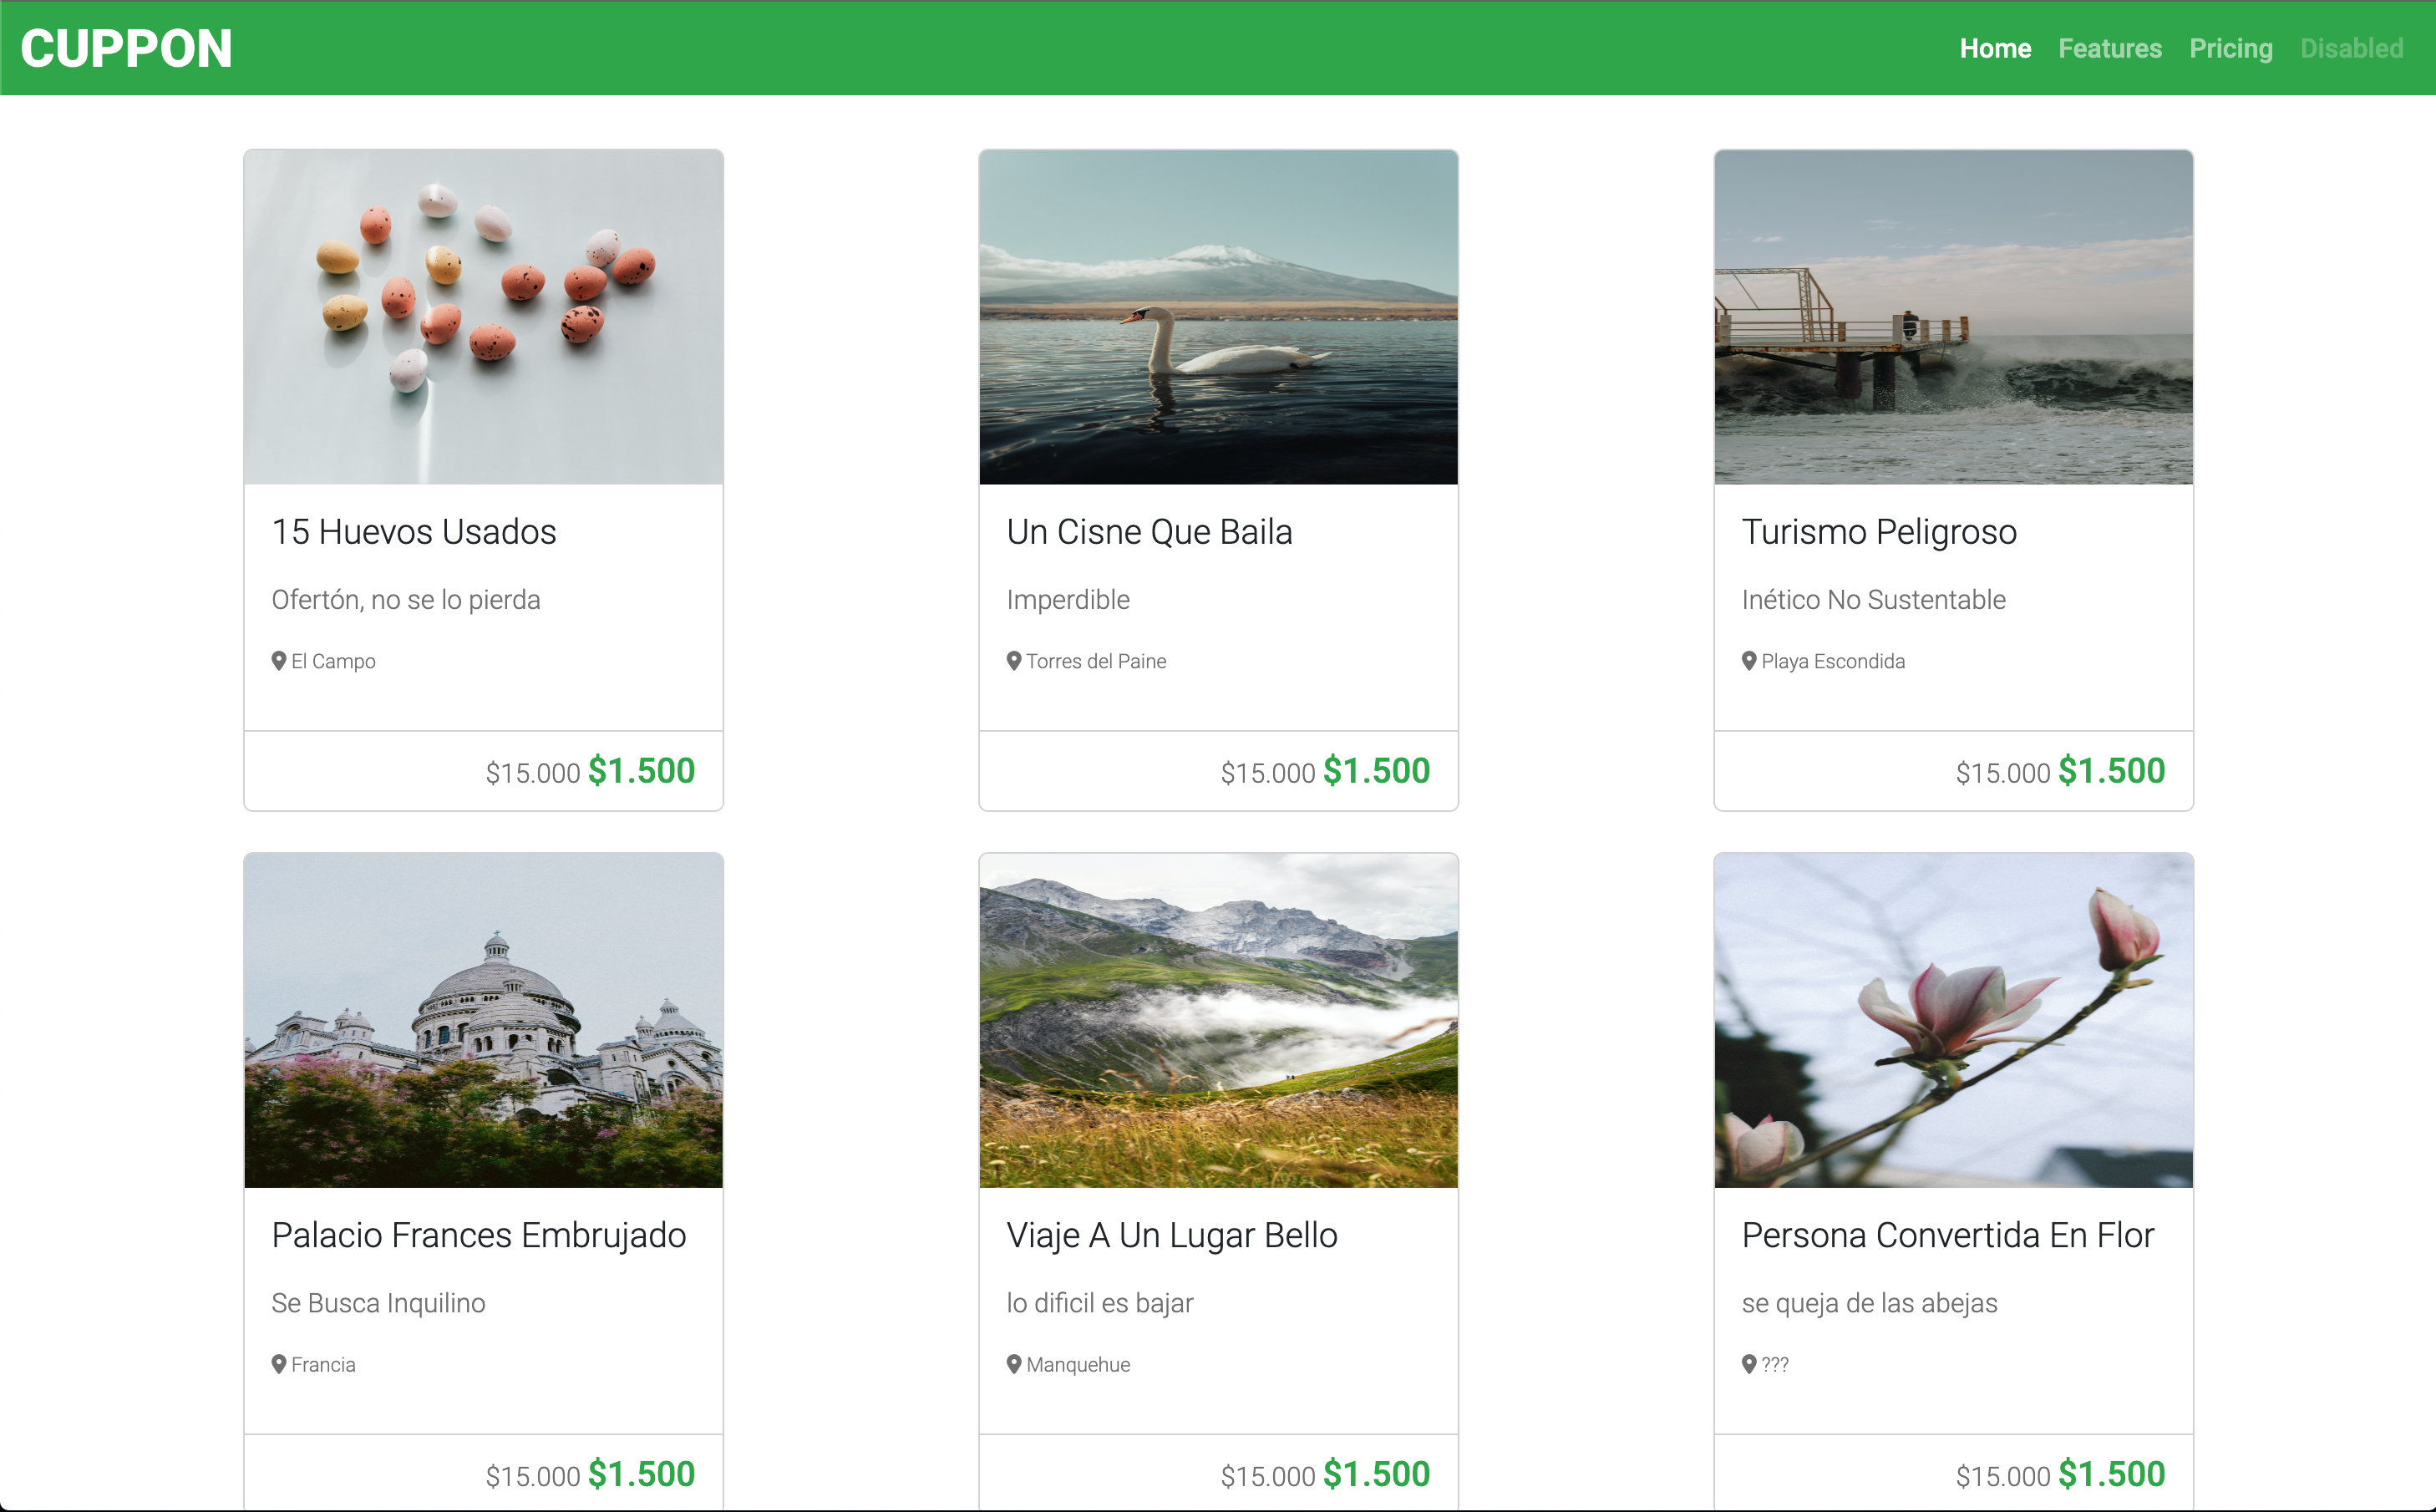 CUPPON
Home Features Pricing Disabled
15 Huevos Usados
Ofertón, no se lo pierda
El Campo
$15.000 $1.500
Un Cisne Que Baila
Imperdible
Torres del Paine
$15.000 $1.500
Turismo Peligroso
Inético No Sustentable
Playa Escondida
$15.000 $1.500
Palacio Frances Embrujado
Se Busca Inquilino
Francia
$15.000 $1.500
Viaje A Un Lugar Bello
lo dificil es bajar
Manquehue
$15.000 $1.500
Persona Convertida En Flor
se queja de las abejas
???
$15.000 $1.500